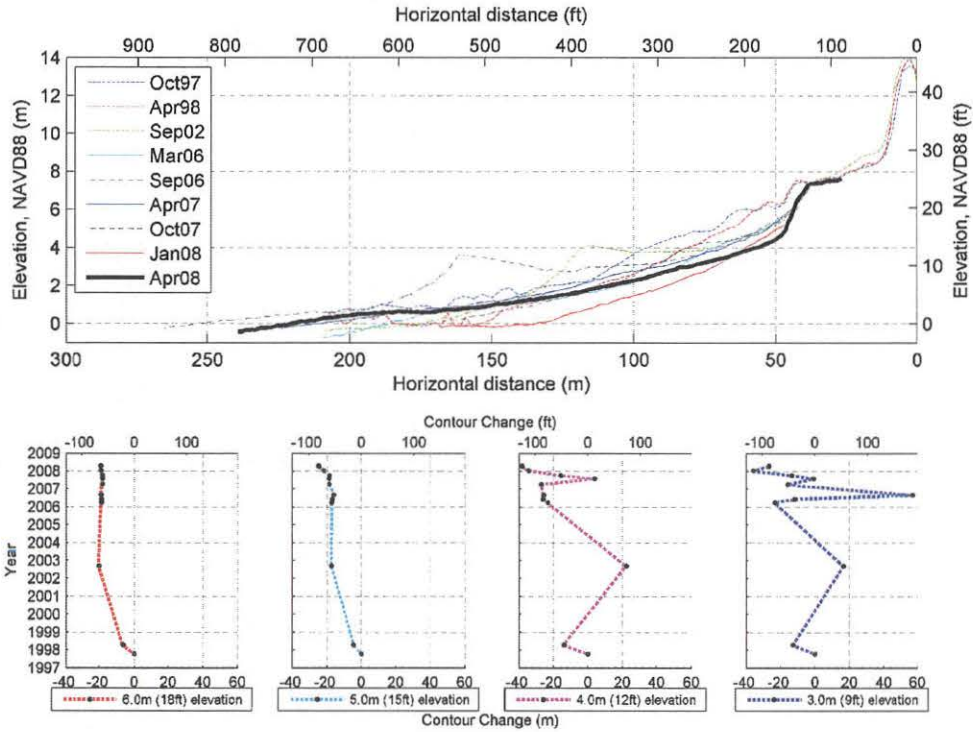 Horizontal distance (ft)
900 800 700 600 500 400 300 200 100 0
14
12
10
8
6
4
2
0
Elevation, NAVD88 (m)
Oct97
Apr98
Sep02
Mar06
Sep06
Apr07
Oct07
Jan08
Apr08
40
30
20
10
0
Elevation, NAVD88 (ft)
300 250 200 150 100 50 0
Horizontal distance (m)
Contour Change (ft)
-100 0 100 -100 0 100 -100 0 100 -100 0 100
2009
2008
2007
2006
2005
2004
2003
2002
2001
2000
1999
1998
1997
Year
-40 -20 0 20 40 60 -40 -20 0 20 40 60 -40 -20 0 20 40 60 -40 -20 0 20 40 60
6.0m (18ft) elevation 5.0m (15ft) elevation 4.0m (12ft) elevation 3.0m (9ft) elevation
Contour Change (m)